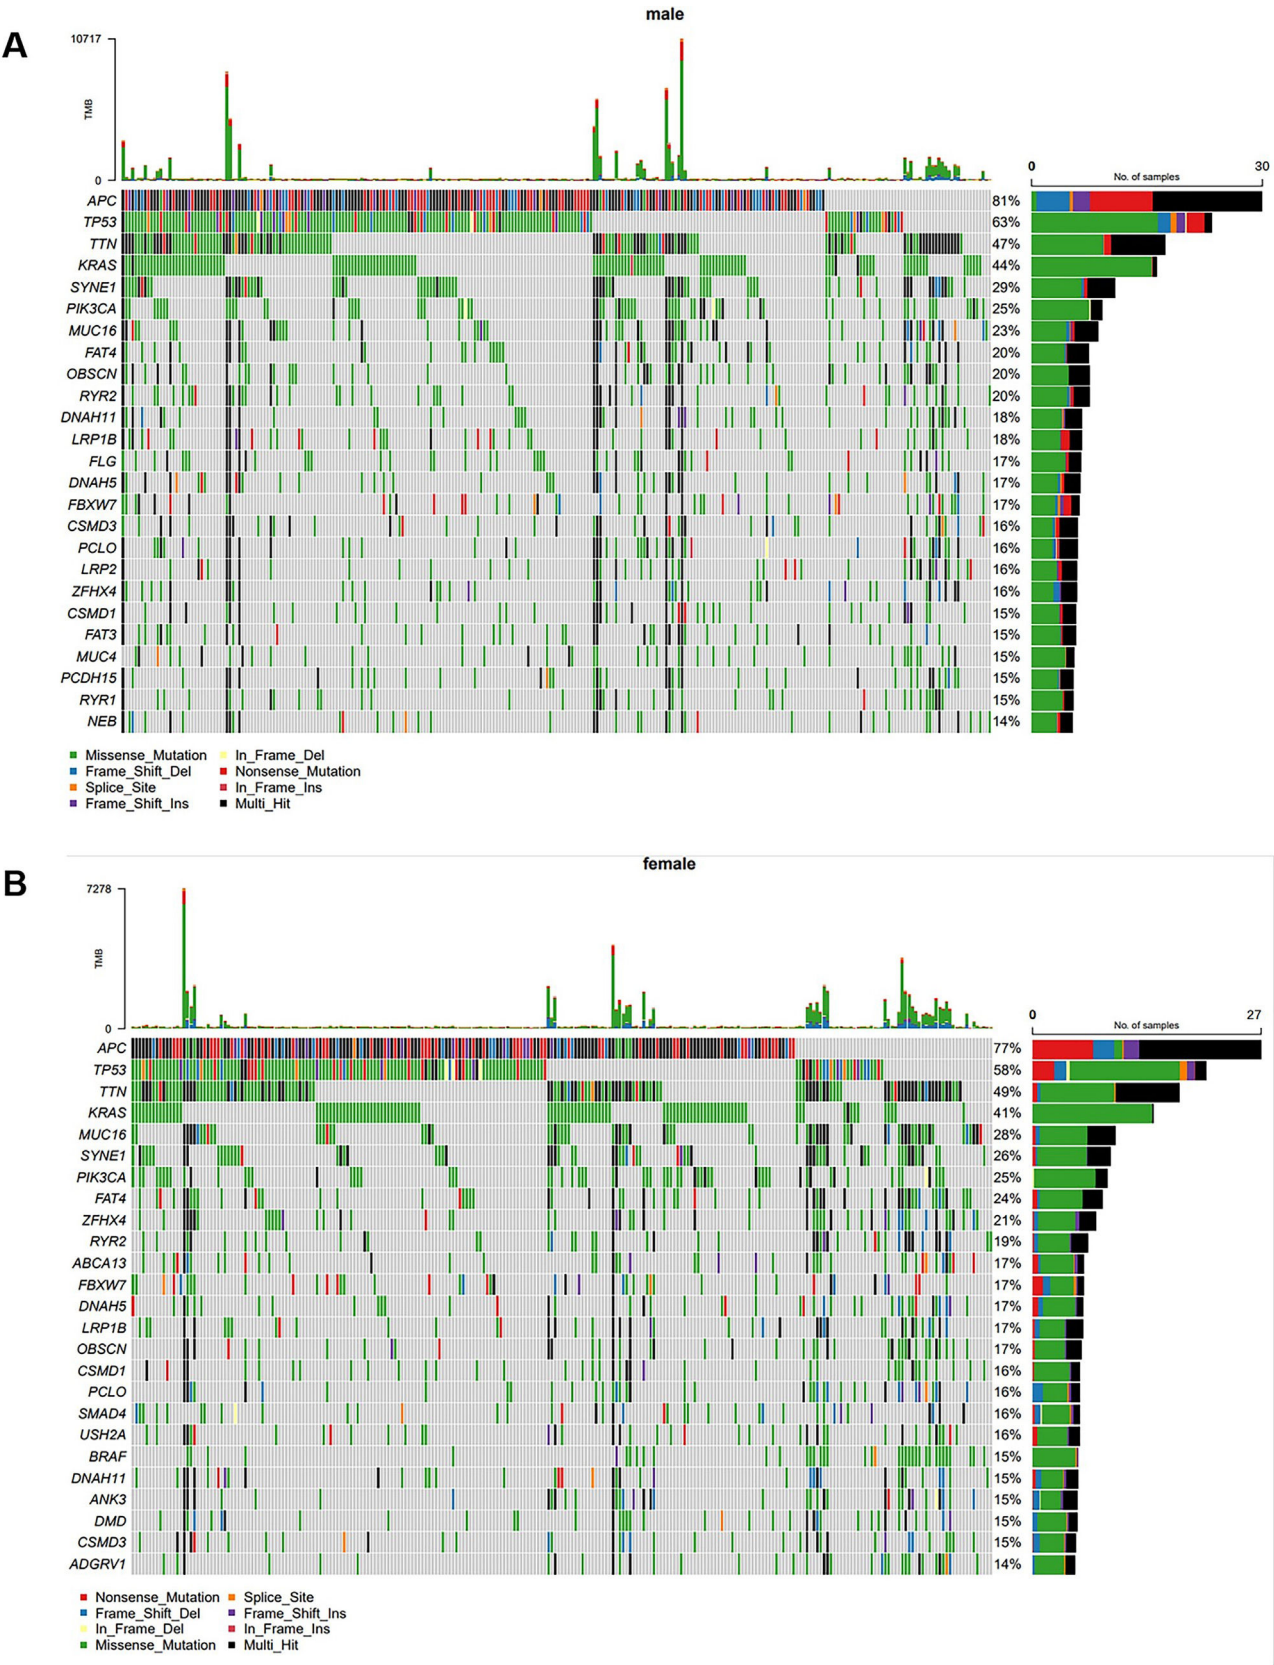 A
male
10717
TMB
0
0 30
No. of samples
APC 81%
TP53 63%
TTN 47%
KRAS 44%
SYNE1 29%
PIK3CA 25%
MUC16 23%
FAT4 20%
OBSCN 20%
RYR2 20%
DNAH11 18%
LRP1B 18%
FLG 17%
DNAH5 17%
FBXW7 17%
CSMD3 16%
PCLO 16%
LRP2 16%
ZFHX4 16%
CSMD1 15%
FAT3 15%
MUC4 15%
PCDH15 15%
RYR1 15%
NEB 14%
Missense_Mutation In_Frame_Del
Frame_Shift_Del Nonsense_Mutation
Splice_Site In_Frame_Ins
Frame_Shift_Ins Multi_Hit
B
female
7278
TMB
0
0 27
No. of samples
APC 77%
TP53 58%
TTN 49%
KRAS 41%
MUC16 28%
SYNE1 26%
PIK3CA 25%
FAT4 24%
ZFHX4 21%
RYR2 19%
ABCA13 17%
FBXW7 17%
DNAH5 17%
LRP1B 17%
OBSCN 17%
CSMD1 16%
PCLO 16%
SMAD4 16%
USH2A 16%
BRAF 15%
DNAH11 15%
ANK3 15%
DMD 15%
CSMD3 15%
ADGRV1 14%
Nonsense_Mutation Splice_Site
Frame_Shift_Del Frame_Shift_Ins
In_Frame_Del In_Frame_Ins
Missense_Mutation Multi_Hit